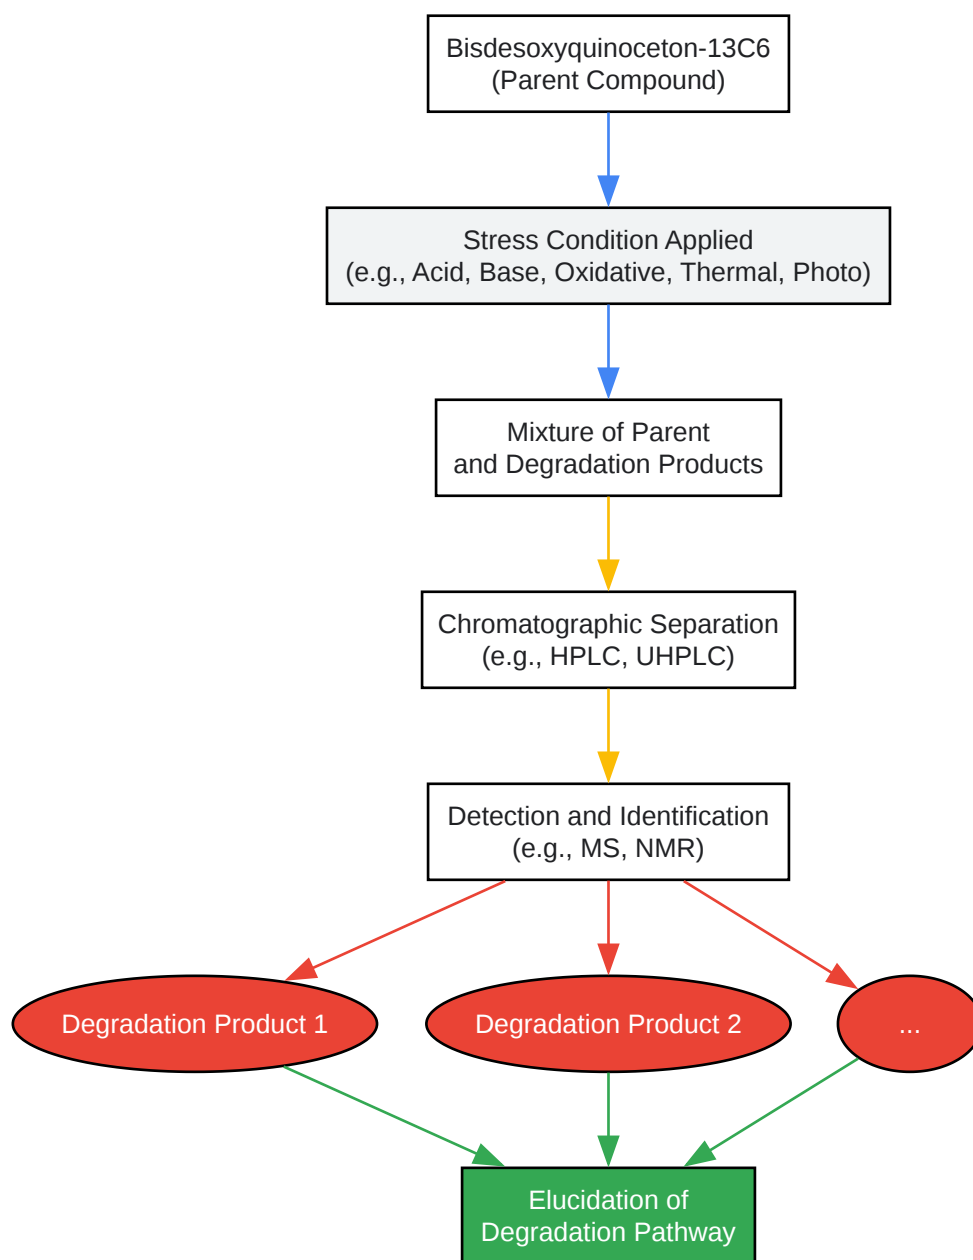 Bisdesoxyquinoceton-13C6
(Parent Compound)
Stress Condition Applied
(e.g., Acid, Base, Oxidative, Thermal, Photo)
Mixture of Parent
and Degradation Products
Chromatographic Separation
(e.g., HPLC, UHPLC)
Detection and Identification
(e.g., MS, NMR)
Degradation Product 1
Degradation Product 2
...
Elucidation of
Degradation Pathway